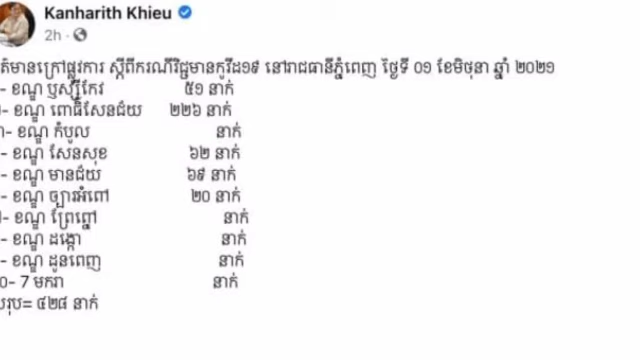 Kanharith Khieu
2h
ត៌មានក្រៅផ្លូវការ ស្តីពីករណីវិជ្ជមានកូវីដ១៩ នៅរាជធានីភ្នំពេញ ថ្ងៃទី ០១ ខែមិថុនា ឆ្នាំ ២០២១
- ខណ្ឌ ឫស្សីកែវ ៥១ នាក់
- ខណ្ឌ ពោធិ៍សែនជ័យ ២២៦ នាក់
- ខណ្ឌ កំបូល នាក់
- ខណ្ឌ សែនសុខ ៦២ នាក់
- ខណ្ឌ មានជ័យ ៦៩ នាក់
- ខណ្ឌ ច្បារអំពៅ ២០ នាក់
- ខណ្ឌ ព្រែព្នៅ នាក់
- ខណ្ឌ ដង្កោ នាក់
- ខណ្ឌ ដូនពេញ នាក់
០- 7 មករា នាក់
រុប= ៤២៨ នាក់